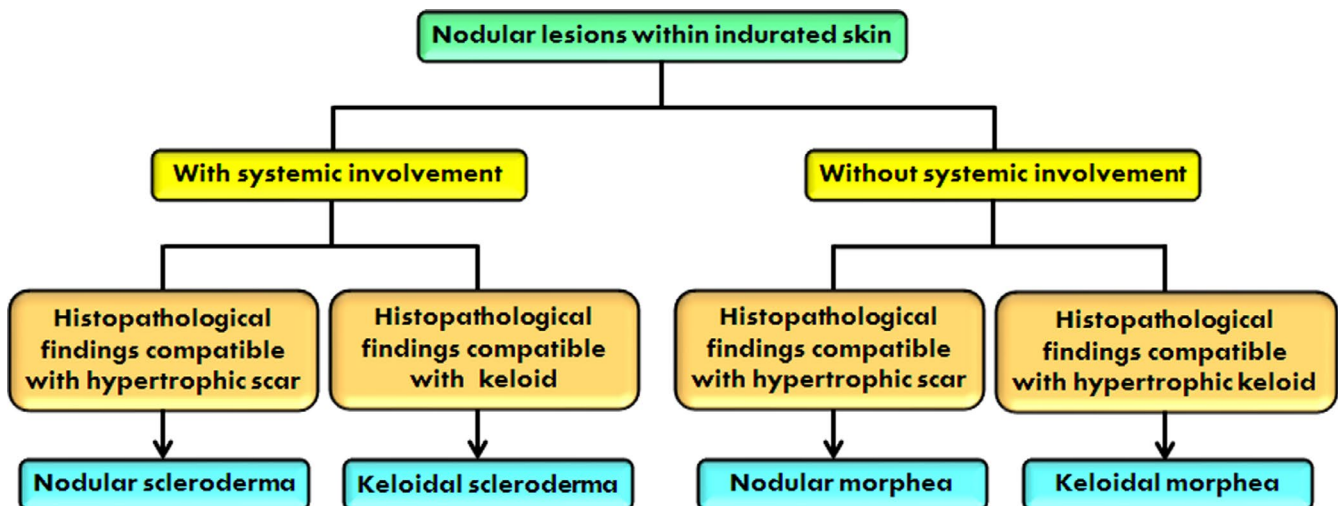 Nodular lesions within indurated skin
With systemic involvement
Without systemic involvement
Histopathological
findings compatible
with hypertrophic scar
Histopathological
findings compatible
with keloid
Histopathological
findings compatible
with hypertrophic scar
Histopathological
findings compatible
with hypertrophic keloid
Nodular scleroderma
Keloidal scleroderma
Nodular morphea
Keloidal morphea